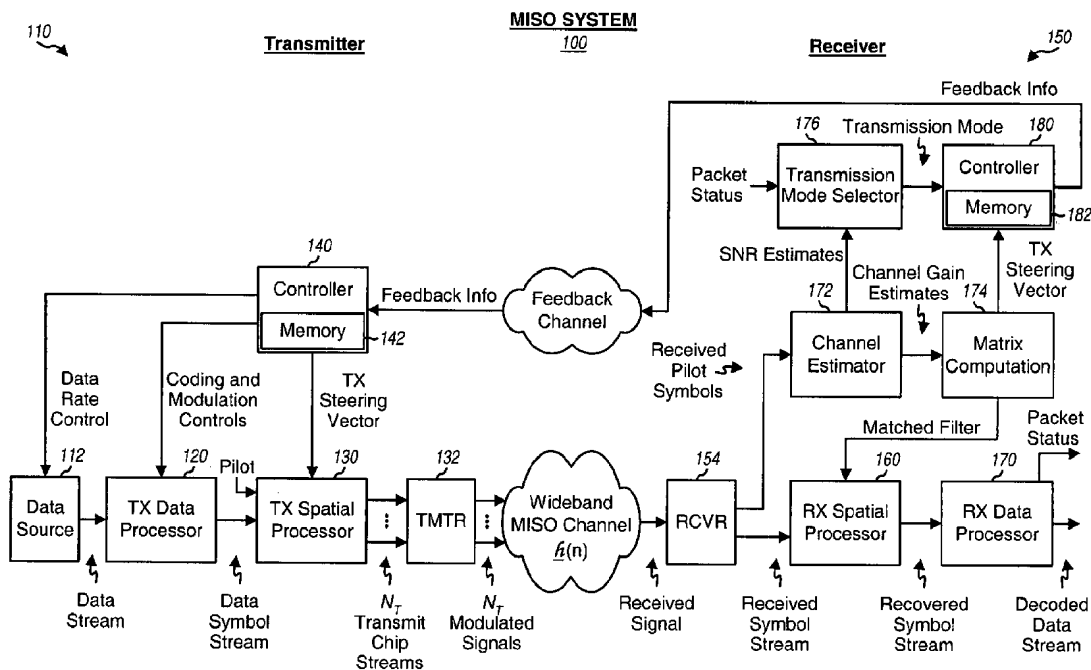 MISO SYSTEM
100
110
Transmitter
Receiver
150
Feedback Info
176
Transmission Mode
180
Packet
Status
Transmission
Mode Selector
Controller
Memory
182
SNR Estimates
TX
Steering
Vector
140
Controller
Memory
142
Feedback Info
Feedback
Channel
172
Channel Gain
Estimates
174
Received
Pilot
Symbols
Channel
Estimator
Matrix
Computation
Data
Rate
Control
Coding and
Modulation
Controls
TX
Steering
Vector
Matched Filter
Packet
Status
112
120
Pilot
130
132
154
160
170
Data
Source
TX Data
Processor
TX Spatial
Processor
TMTR
Wideband
MISO Channel
h(n)
RCVR
RX Spatial
Processor
RX Data
Processor
Data
Stream
Data
Symbol
Stream
N_T
Transmit
Chip
Streams
N_T
Modulated
Signals
Received
Signal
Received
Symbol
Stream
Recovered
Symbol
Stream
Decoded
Data
Stream